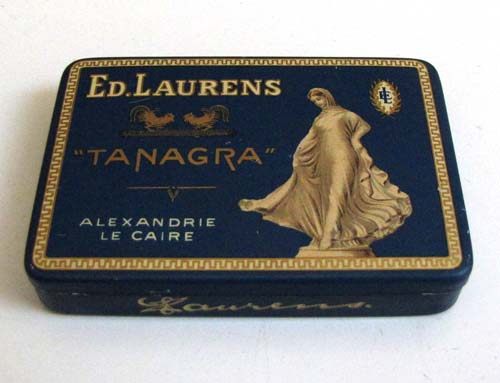 ED. LAURENS
"TANAGRA"
ALEXANDRIE
LE CAIRE
Laurens.